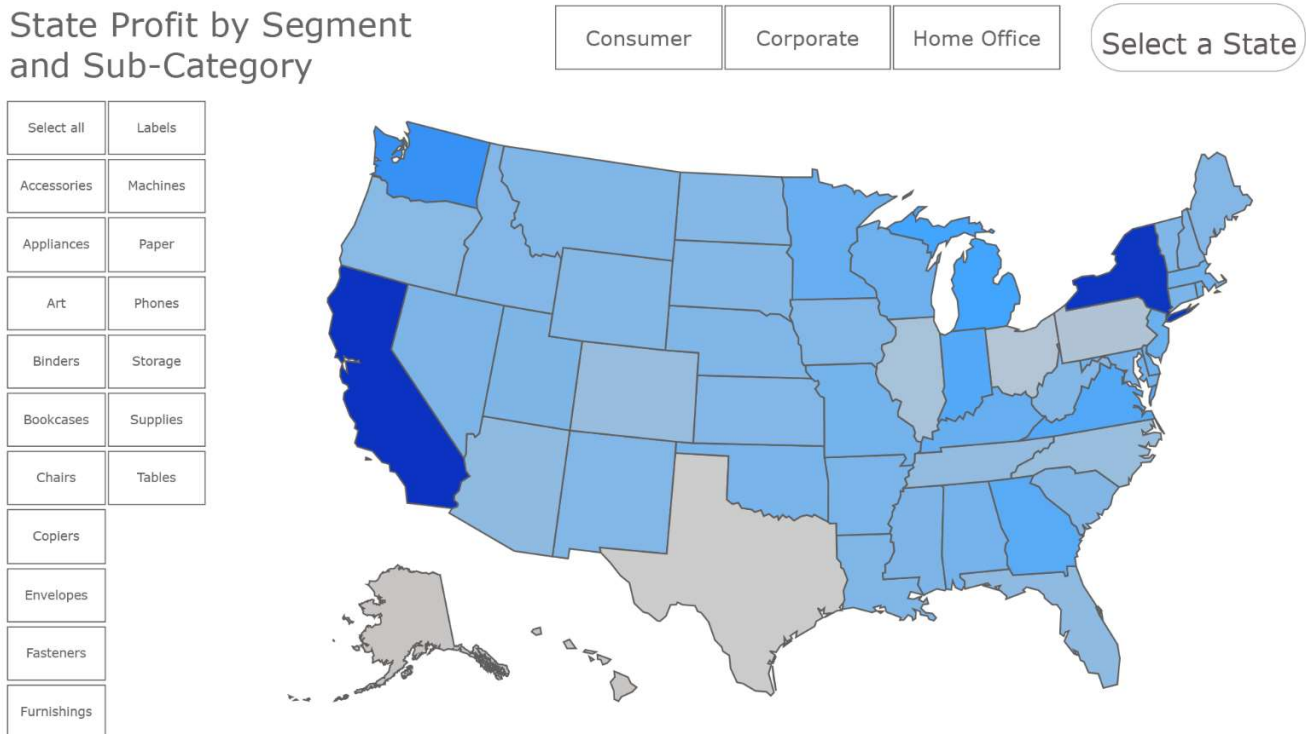 State Profit by Segment
and Sub-Category
Consumer
Corporate
Home Office
Select a State
Select all
Labels
Accessories
Machines
Appliances
Paper
Art
Phones
Binders
Storage
Bookcases
Supplies
Chairs
Tables
Copiers
Envelopes
Fasteners
Furnishings